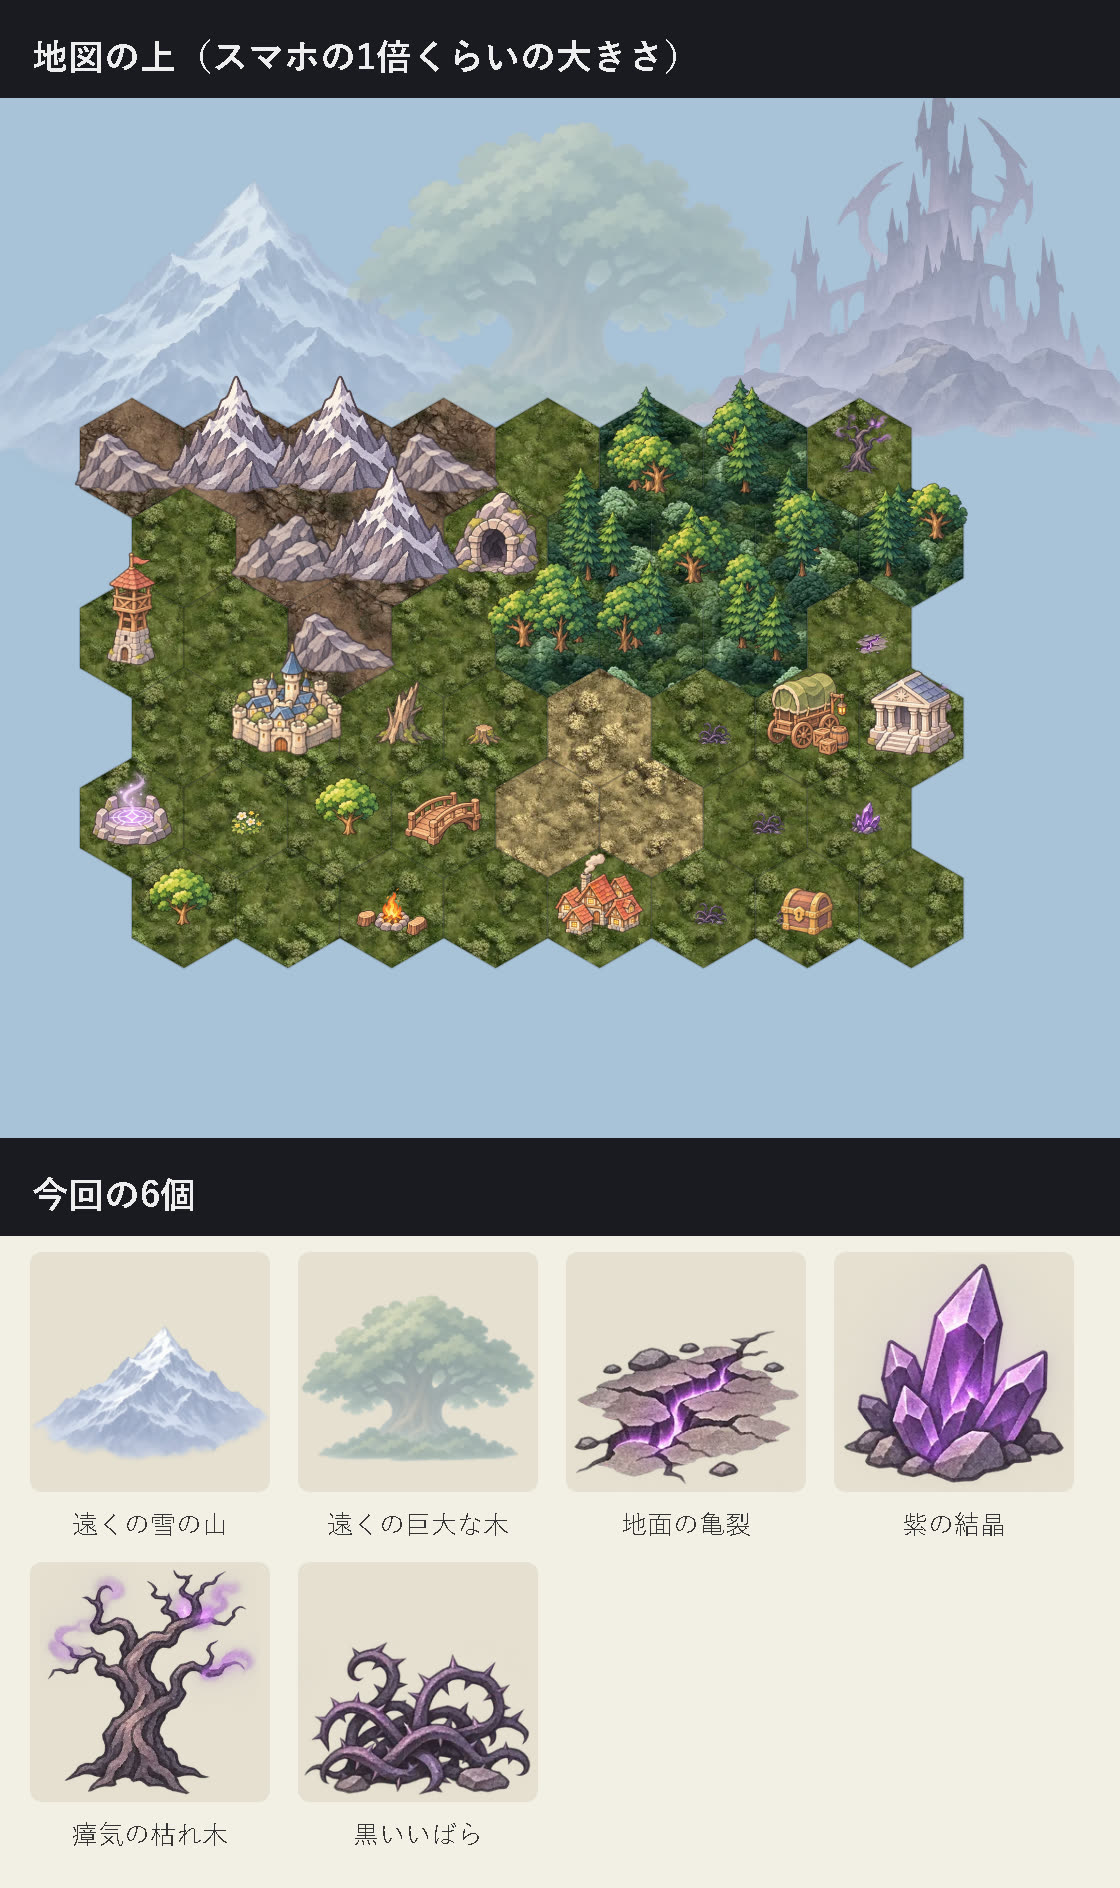 地図の上（スマホの1倍くらいの大きさ）
今回の6個
遠くの雪の山
遠くの巨大な木
地面の亀裂
紫の結晶
瘴気の枯れ木
黒いいばら